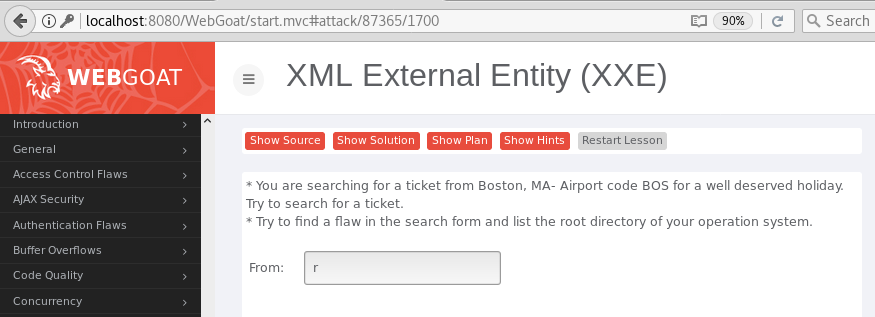 localhost:8080/WebGoat/start.mvc#attack/87365/1700
90%
Search
WEBGOAT
XML External Entity (XXE)
Introduction
General
Access Control Flaws
AJAX Security
Authentication Flaws
Buffer Overflows
Code Quality
Concurrency
Show Source Show Solution Show Plan Show Hints Restart Lesson
* You are searching for a ticket from Boston, MA- Airport code BOS for a well deserved holiday.
Try to search for a ticket.
* Try to find a flaw in the search form and list the root directory of your operation system.
From: r